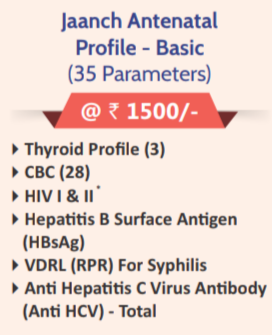 Jaanch Antenatal
Profile - Basic
(35 Parameters)
@ ₹ 1500/-
Thyroid Profile (3)
CBC (28)
HIV I & II*
Hepatitis B Surface Antigen
(HBsAg)
VDRL (RPR) For Syphilis
Anti Hepatitis C Virus Antibody
(Anti HCV) - Total